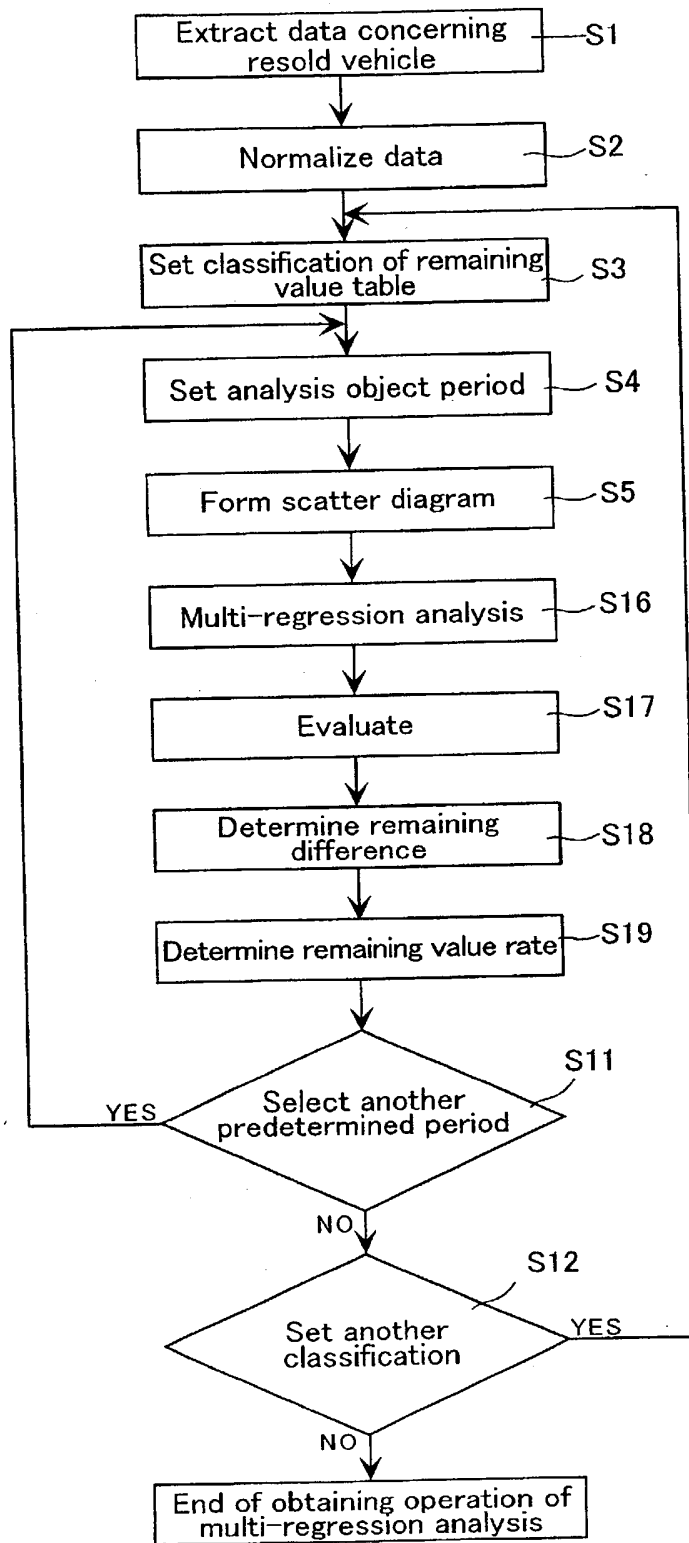 Extract data concerning
resold vehicle
S1
Normalize data
S2
Set classification of remaining
value table
S3
Set analysis object period
S4
Form scatter diagram
S5
Multi-regression analysis
S16
Evaluate
S17
Determine remaining
difference
S18
Determine remaining value rate
S19
Select another
predetermined period
S11
YES
NO
Set another
classification
S12
YES
NO
End of obtaining operation of
multi-regression analysis